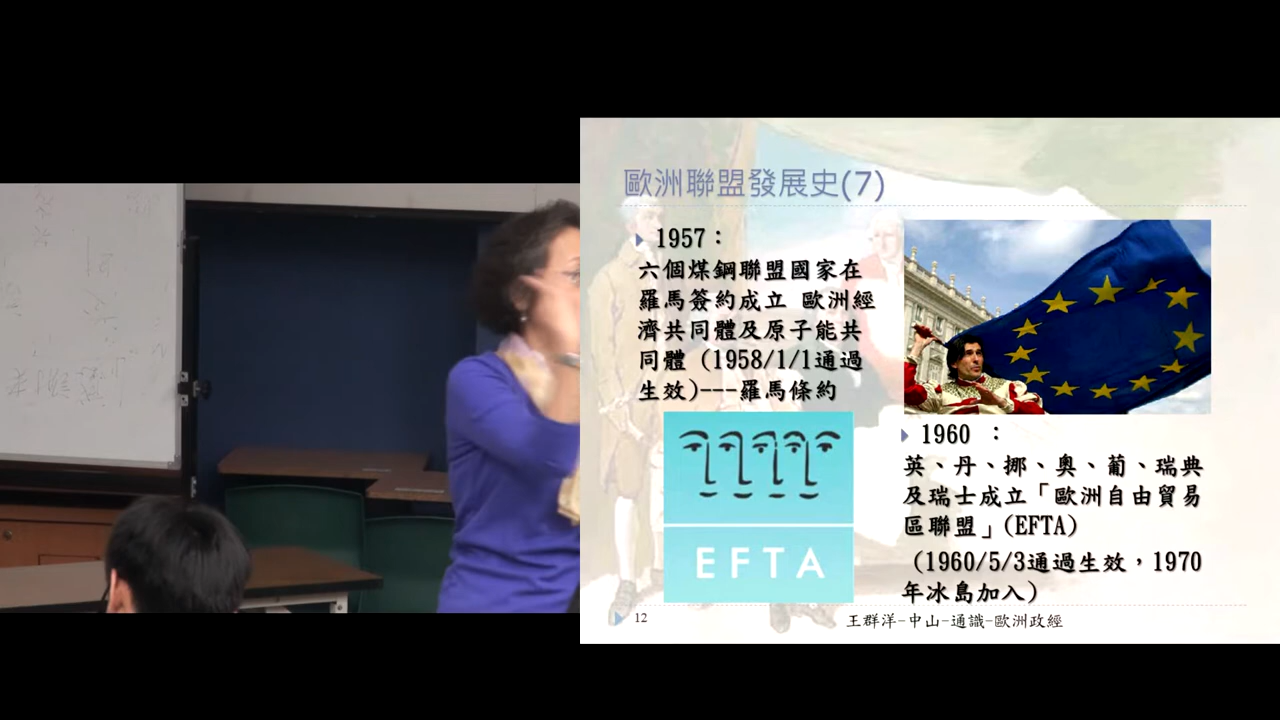 歐洲聯盟發展史(7)
1957：
六個煤鋼聯盟國家在
羅馬簽約成立 歐洲經
濟共同體及原子能共
同體 (1958/1/1通過
生效)---羅馬條約
EFTA
1960 ：
英、丹、挪、奧、葡、瑞典
及瑞士成立「歐洲自由貿易
區聯盟」(EFTA)
(1960/5/3通過生效，1970
年冰島加入)
12
王群洋-中山-通識-歐洲政經